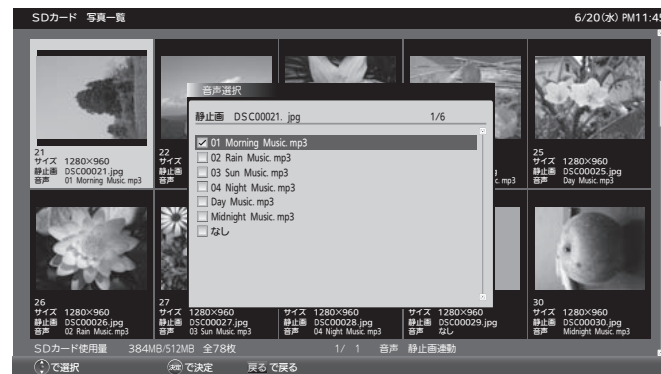 SDカード 写真一覧 6/20(水) PM11:45
音声選択
静止画 DSC00021. jpg 1/6
01 Morning Music.mp3
02 Rain Music.mp3
03 Sun Music.mp3
04 Night Music.mp3
Day Music.mp3
Midnight Music.mp3
なし
21
サイズ 1280×960
静止画 DSC00021.jpg
音声 01 Morning Music.mp3
22
サイズ
静止画
音声
c.mp3
25
サイズ 1280×960
静止画 DSC00025.jpg
音声 Day Music.mp3
26
サイズ 1280×960
静止画 DSC00026.jpg
音声 02 Rain Music.mp3
27
サイズ 1280×960
静止画 DSC00027.jpg
音声 03 Sun Music.mp3
サイズ 1280×960
静止画 DSC00028.jpg
音声 04 Night Music.mp3
サイズ 1280×960
静止画 DSC00029.jpg
音声 なし
30
サイズ 1280×960
静止画 DSC00030.jpg
音声 Midnight Music.mp3
SDカード使用量 384MB/512MB 全78枚 1/ 1 音声 静止画連動
で選択 決定 で決定 戻る で戻る